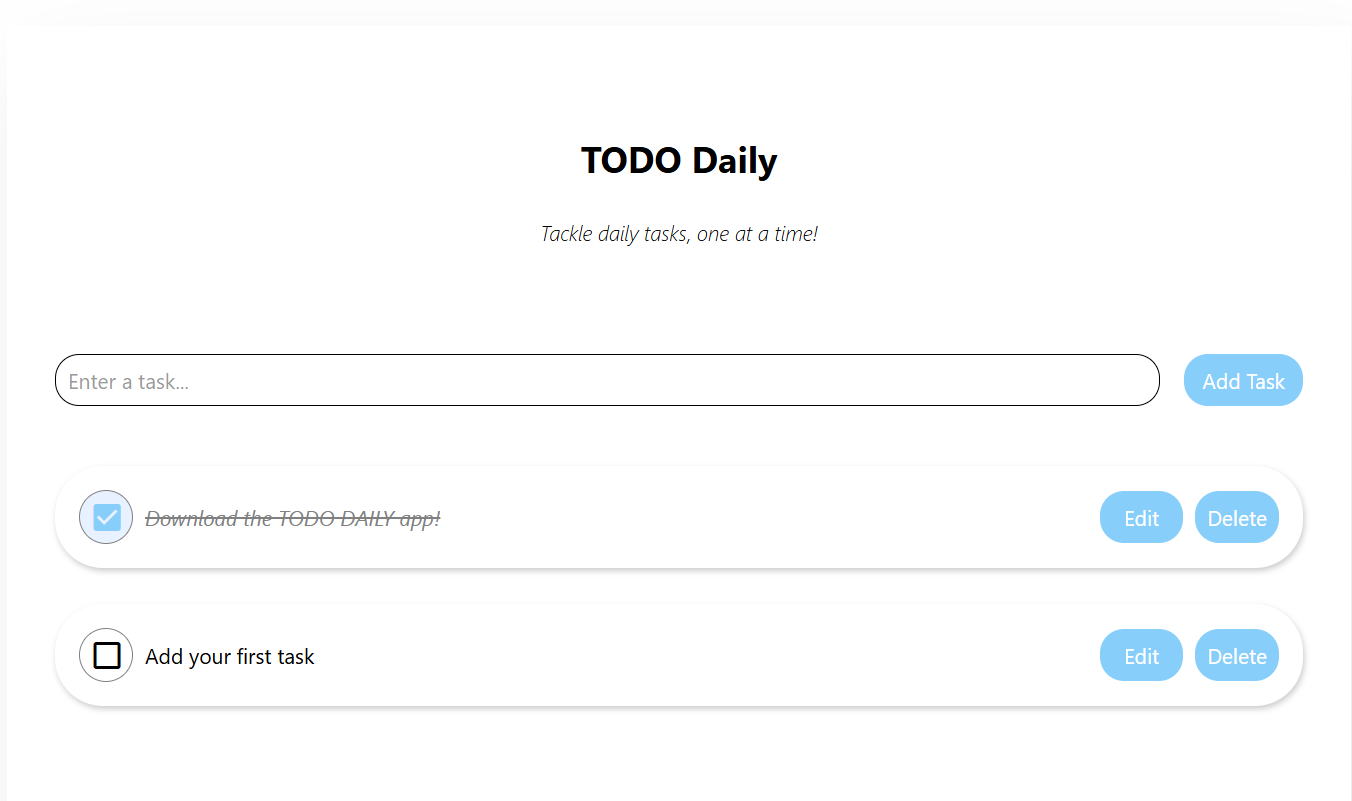 TODO Daily
Tackle daily tasks, one at a time!
Enter a task...
Add Task
Download the TODO DAILY app!
Edit
Delete
Add your first task
Edit
Delete